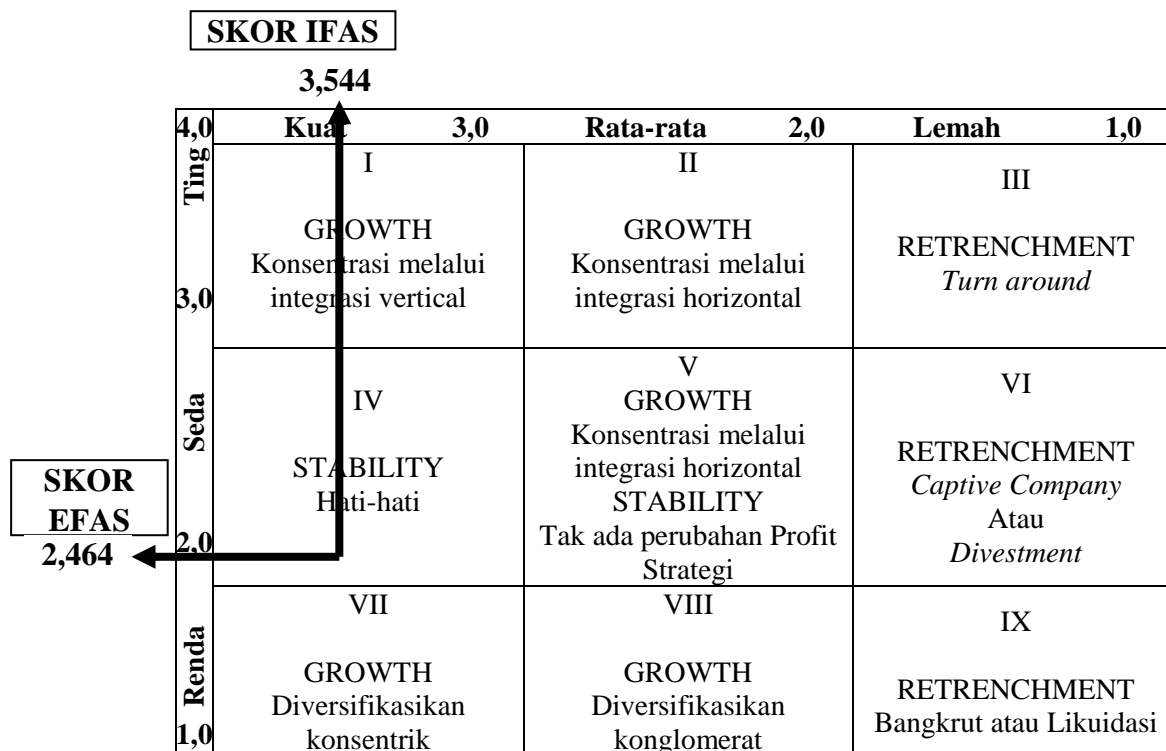 SKOR IFAS
3,544
4,0 Kuat 3,0 Rata-rata 2,0 Lemah 1,0
Ting
3,0
Seda
2,0
Renda
1,0
I
GROWTH
Konsentrasi melalui
integrasi vertical
II
GROWTH
Konsentrasi melalui
integrasi horizontal
III
RETRENCHMENT
Turn around
SKOR
EFAS
2,464
IV
STABILITY
Hati-hati
V
GROWTH
Konsentrasi melalui
integrasi horizontal
STABILITY
Tak ada perubahan Profit
Strategi
VI
RETRENCHMENT
Captive Company
Atau
Divestment
VII
GROWTH
Diversifikasikan
konsentrik
VIII
GROWTH
Diversifikasikan
konglomerat
IX
RETRENCHMENT
Bangkrut atau Likuidasi